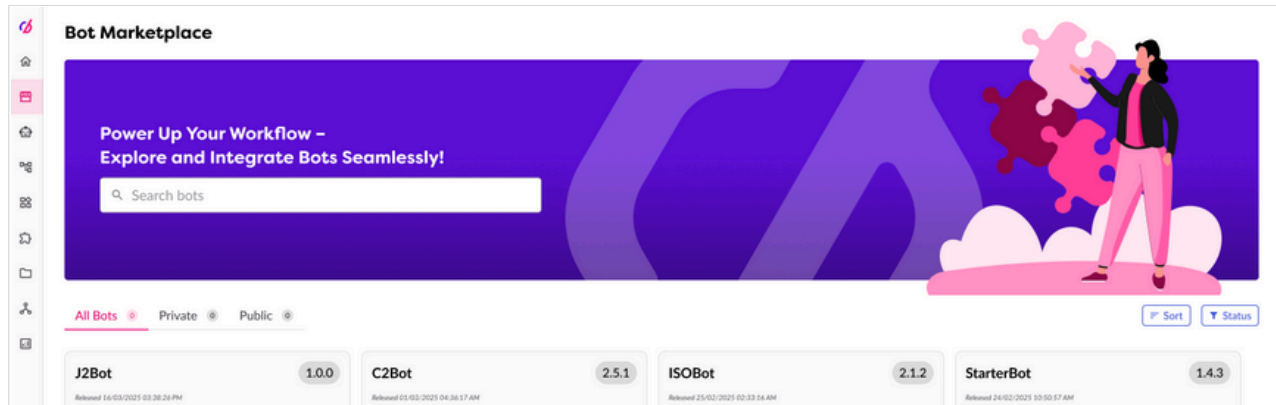 Bot Marketplace
Power Up Your Workflow –
Explore and Integrate Bots Seamlessly!
Search bots
All Bots 0 Private 0 Public 0
Sort Status
J2Bot 1.0.0 C2Bot 2.5.1 ISOBot 2.1.2 StarterBot 1.4.3
Released 16/03/2025 03:38:26 PM Released 01/03/2025 04:36:17 AM Released 25/02/2025 02:33:16 AM Released 24/02/2025 10:50:57 AM